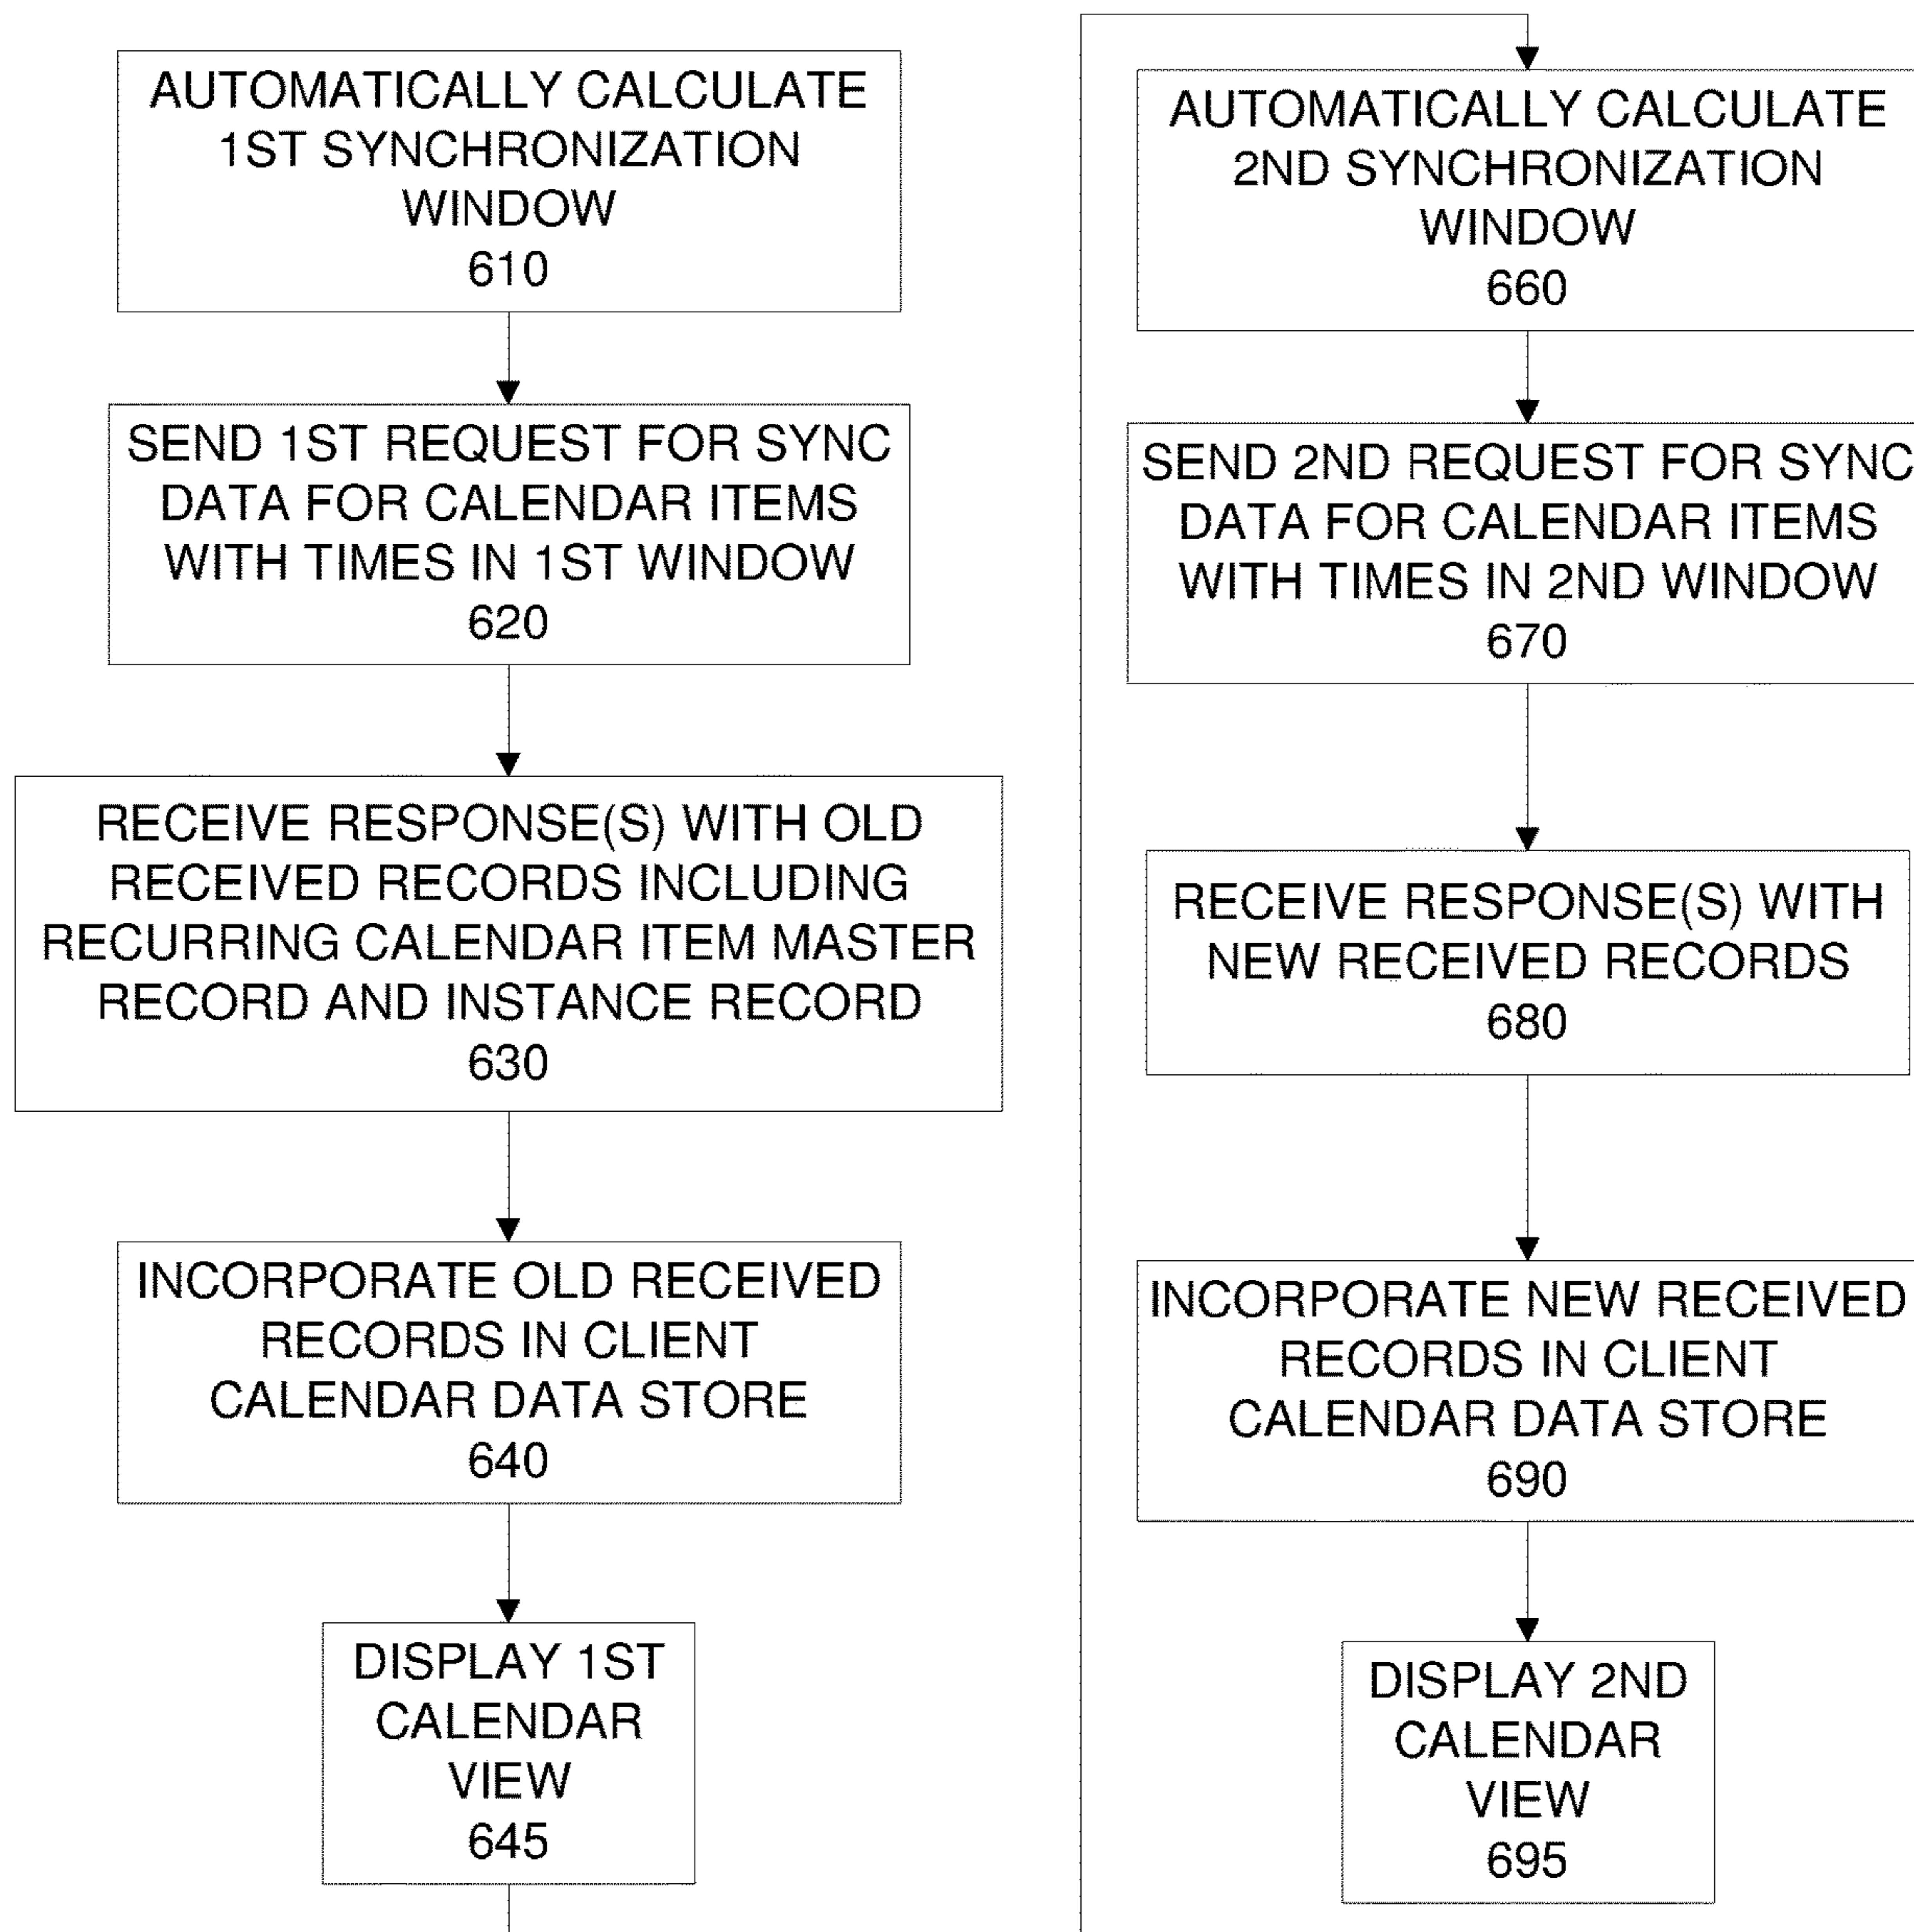 AUTOMATICALLY CALCULATE
1ST SYNCHRONIZATION
WINDOW
610
SEND 1ST REQUEST FOR SYNC
DATA FOR CALENDAR ITEMS
WITH TIMES IN 1ST WINDOW
620
RECEIVE RESPONSE(S) WITH OLD
RECEIVED RECORDS INCLUDING
RECURRING CALENDAR ITEM MASTER
RECORD AND INSTANCE RECORD
630
INCORPORATE OLD RECEIVED
RECORDS IN CLIENT
CALENDAR DATA STORE
640
DISPLAY 1ST
CALENDAR
VIEW
645
AUTOMATICALLY CALCULATE
2ND SYNCHRONIZATION
WINDOW
660
SEND 2ND REQUEST FOR SYNC
DATA FOR CALENDAR ITEMS
WITH TIMES IN 2ND WINDOW
670
RECEIVE RESPONSE(S) WITH
NEW RECEIVED RECORDS
680
INCORPORATE NEW RECEIVED
RECORDS IN CLIENT
CALENDAR DATA STORE
690
DISPLAY 2ND
CALENDAR
VIEW
695